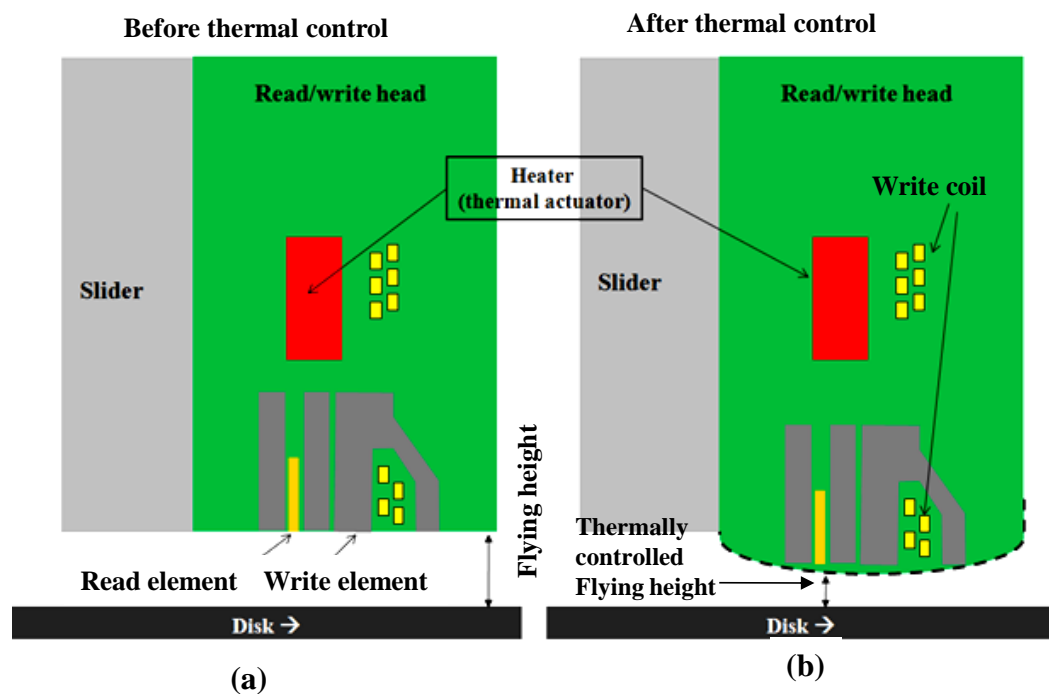 Before thermal control
After thermal control
Read/write head
Read/write head
Heater
(thermal actuator)
Write coil
Slider
Slider
Flying height
Thermally
controlled
Flying height
Read element
Write element
Disk →
Disk →
(a)
(b)